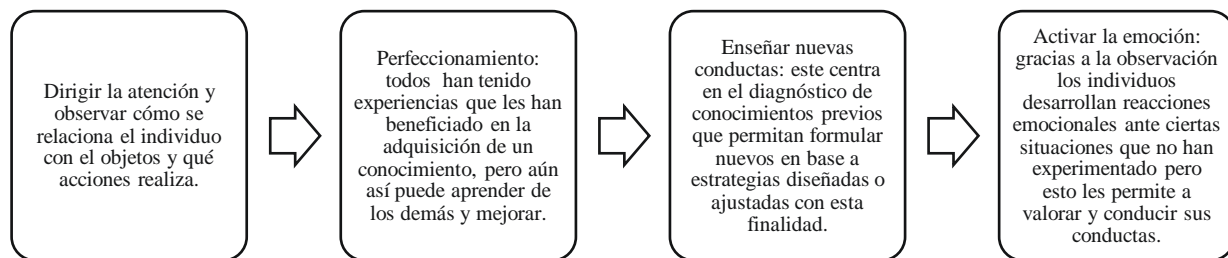 Dirigir la atención y
observar cómo se
relaciona el individuo
con el objetos y qué
acciones realiza.
Perfeccionamiento:
todos han tenido
experiencias que les han
beneficiado en la
adquisición de un
conocimiento, pero aún
así puede aprender de
los demás y mejorar.
Enseñar nuevas
conductas: este centra
en el diagnóstico de
conocimientos previos
que permitan formular
nuevos en base a
estrategias diseñadas o
ajustadas con esta
finalidad.
Activar la emoción:
gracias a la observación
los individuos
desarrollan reacciones
emocionales ante ciertas
situaciones que no han
experimentado pero
esto les permite a
valorar y conducir sus
conductas.